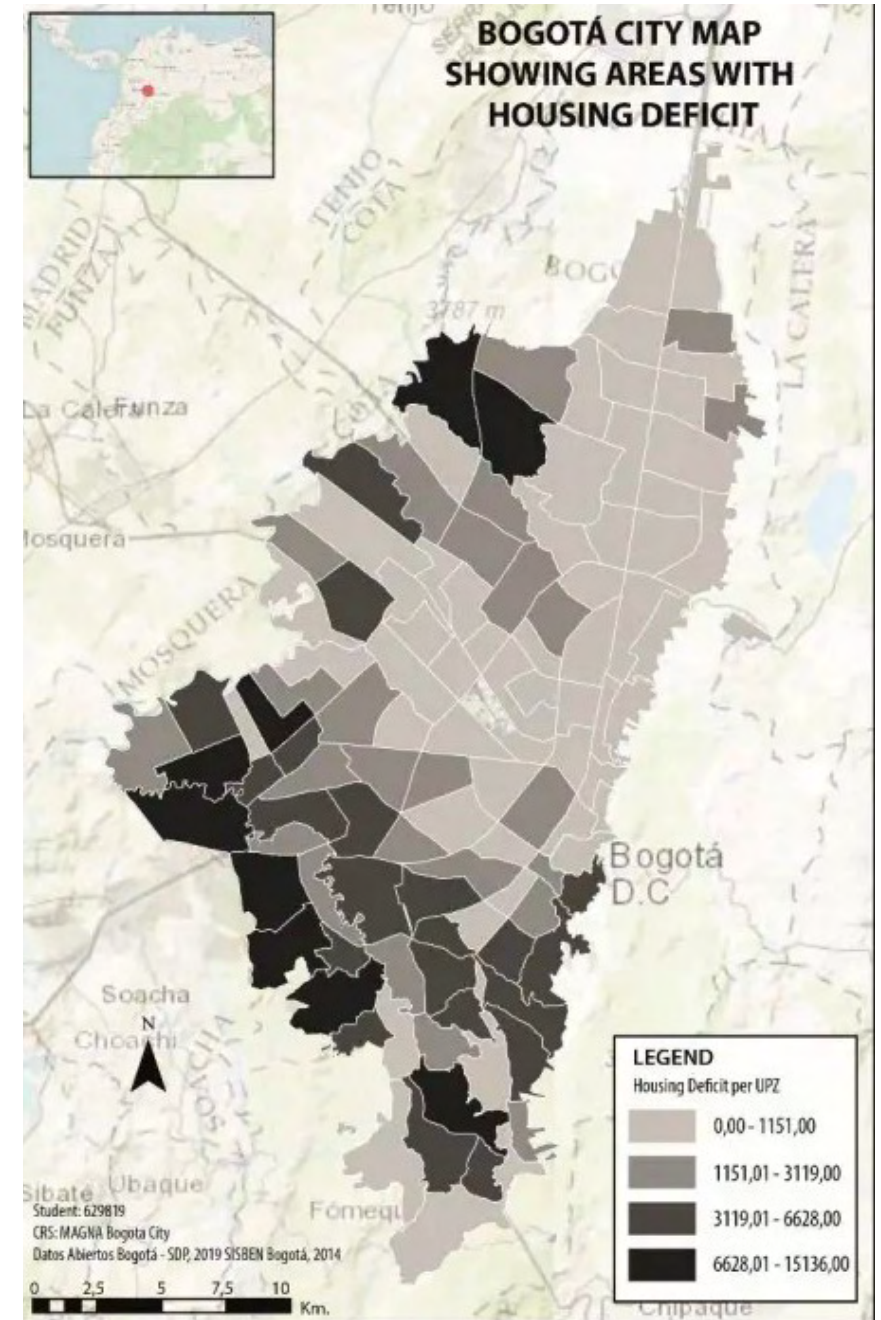 BOGOTÁ CITY MAP
SHOWING AREAS WITH
HOUSING DEFICIT
TENJO
COTA
MADRID
FUNZA
BOG
LA CALERA
3787 m
La Calera
Funza
COTA
Mosquera
MOSQUERA
Bogotá
D.C
Soacha
N
Choachí
SOACHA
Sibaté
Ubaque
Fómequ
Chipaque
LEGEND
Housing Deficit per UPZ
0,00 - 1151,00
1151,01 - 3119,00
3119,01 - 6628,00
6628,01 - 15136,00
Student: 629819
CRS: MAGNA Bogota City
Datos Abiertos Bogotá - SDP, 2019 SISBEN Bogotá, 2014
0 2,5 5 7,5 10
Km.